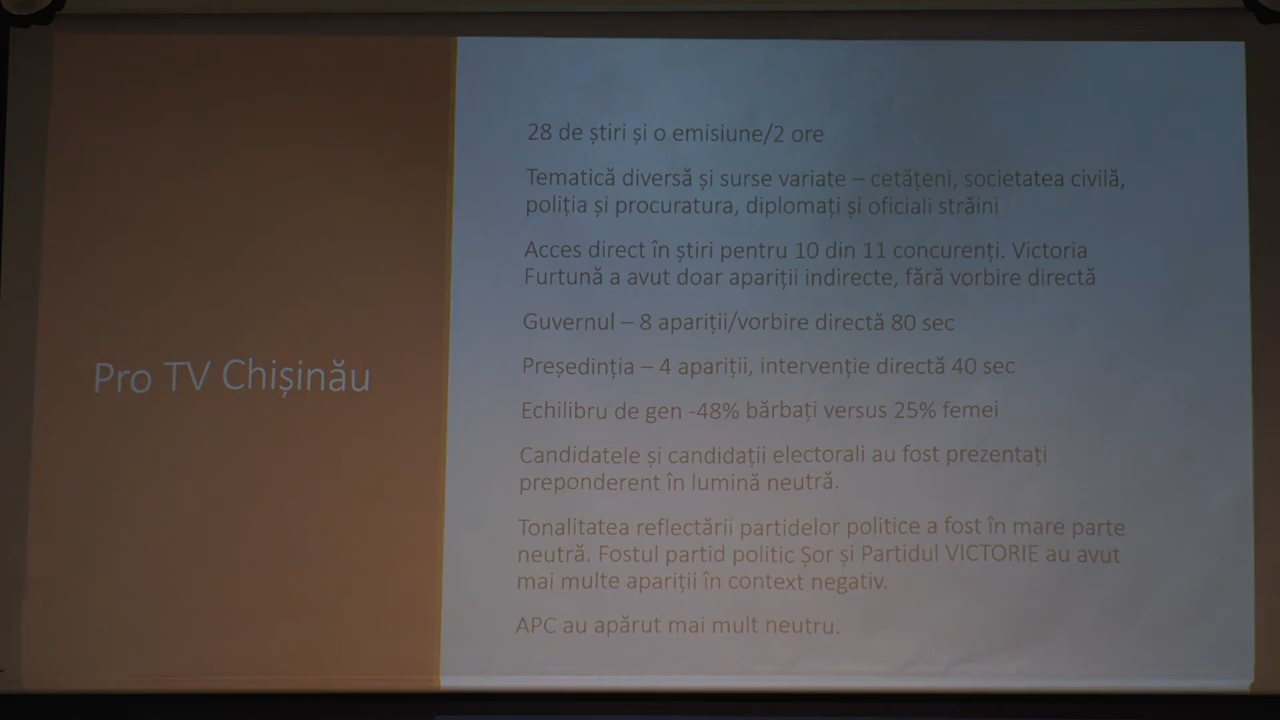 Pro TV Chișinău
28 de știri și o emisiune/2 ore
Tematică diversă și surse variate – cetățeni, societatea civilă,
poliția și procuratura, diplomați și oficiali străini
Acces direct în știri pentru 10 din 11 concurenți. Victoria
Furtună a avut doar apariții indirecte, fără vorbire directă
Guvernul – 8 apariții/vorbire directă 80 sec
Președinția – 4 apariții, intervenție directă 40 sec
Echilibru de gen -48% bărbați versus 25% femei
Candidatele și candidații electorali au fost prezentați
preponderent în lumină neutră.
Tonalitatea reflectării partidelor politice a fost în mare parte
neutră. Fostul partid politic Șor și Partidul VICTORIE au avut
mai multe apariții în context negativ.
APC au apărut mai mult neutru.